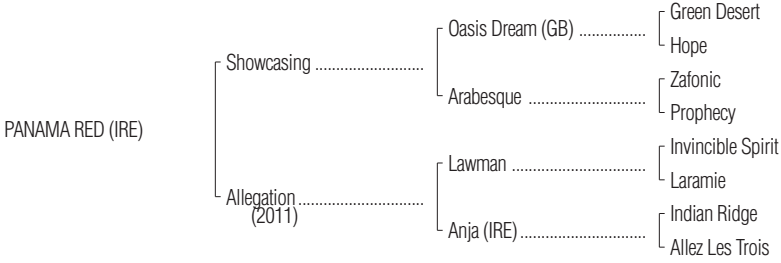 Green Desert
Oasis Dream (GB) ................
Hope
Showcasing ..........................
Zafonic
Arabesque ............................
Prophecy
PANAMA RED (IRE)
Invincible Spirit
Lawman ................................
Laramie
Allegation ..............................
(2011)
Indian Ridge
Anja (IRE) ..............................
Allez Les Trois